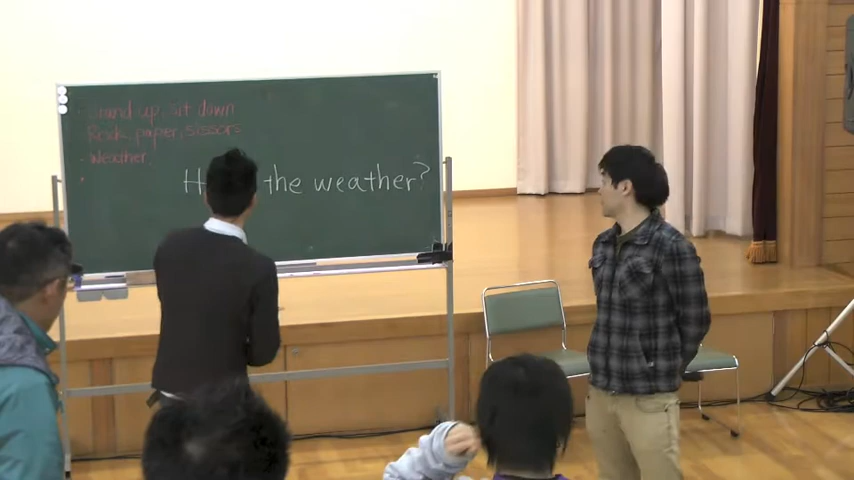 · Stand up, sit down
Rock, paper, scissors
· Weather
H the weather?